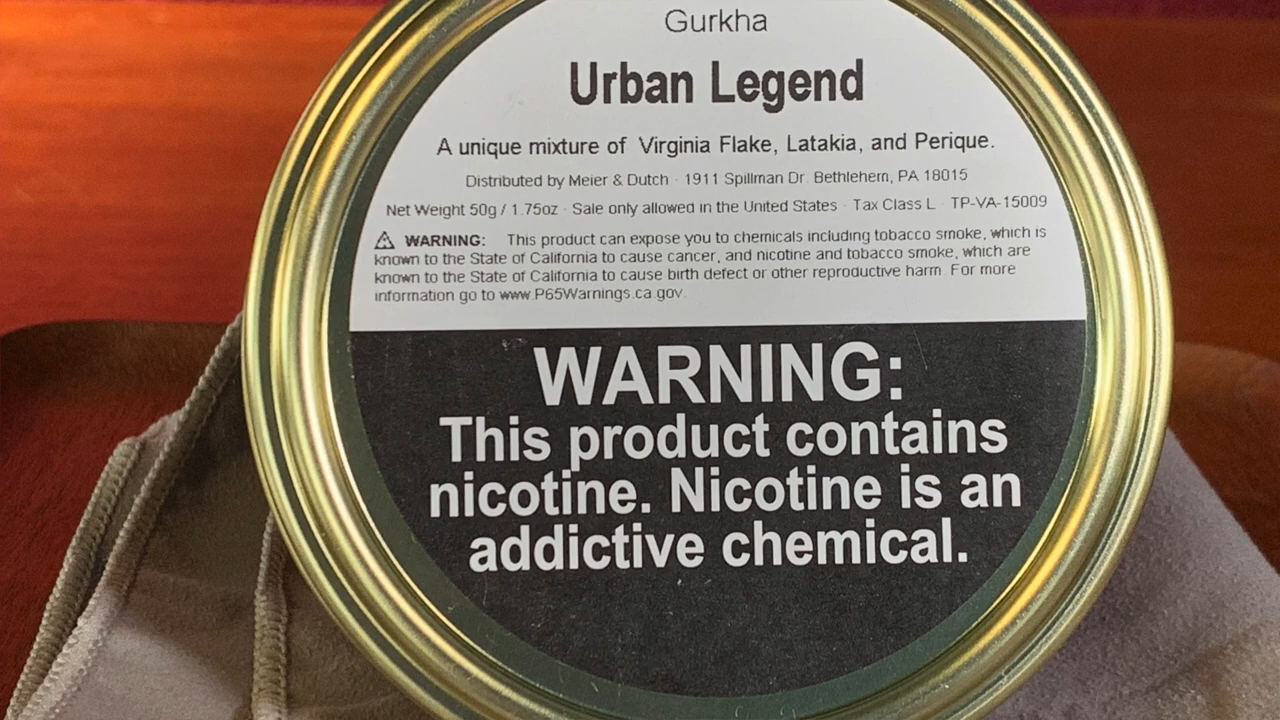 Gurkha
Urban Legend
A unique mixture of Virginia Flake, Latakia, and Perique.
Distributed by Meier & Dutch · 1911 Spillman Dr. Bethlehem, PA 18015
Net Weight 50g / 1.75oz · Sale only allowed in the United States · Tax Class L · TP-VA-15009
WARNING: This product can expose you to chemicals including tobacco smoke, which is
known to the State of California to cause cancer, and nicotine and tobacco smoke, which are
known to the State of California to cause birth defect or other reproductive harm. For more
information go to www.P65Warnings.ca.gov.
WARNING:
This product contains
nicotine. Nicotine is an
addictive chemical.